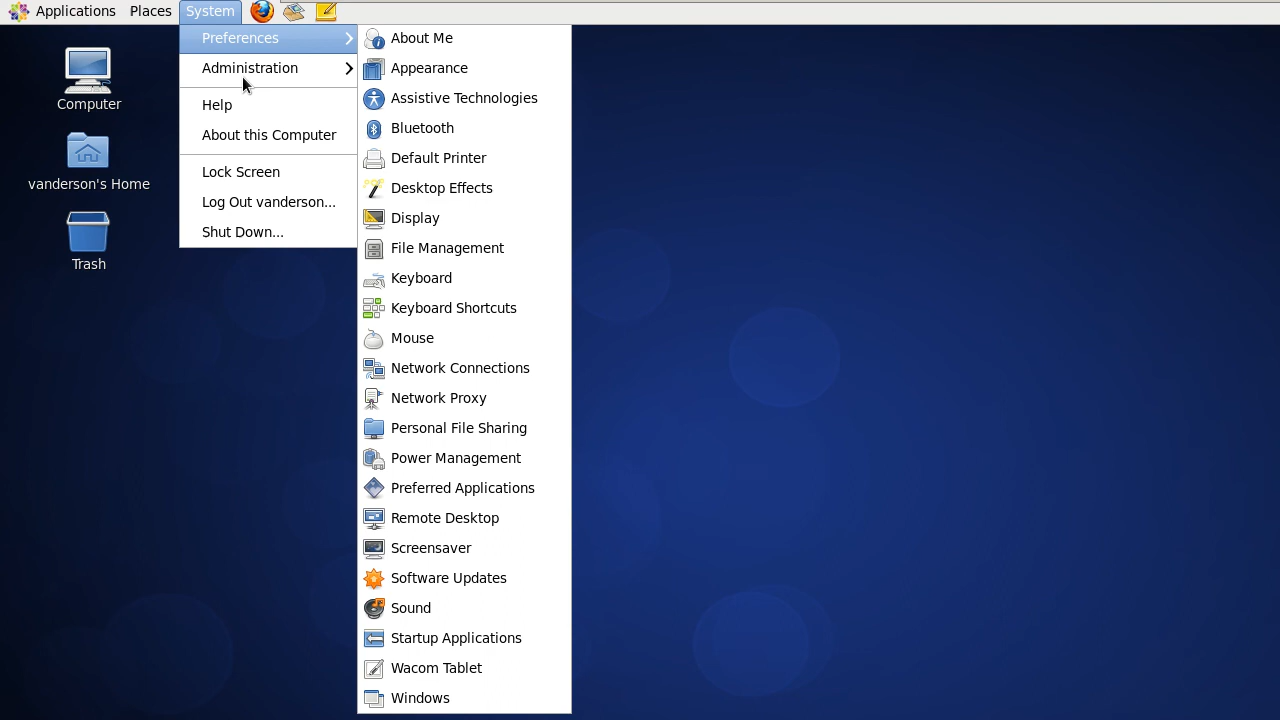 Applications Places System
Preferences
Administration
Help
About this Computer
Lock Screen
Log Out vanderson...
Shut Down...
About Me
Appearance
Assistive Technologies
Bluetooth
Default Printer
Desktop Effects
Display
File Management
Keyboard
Keyboard Shortcuts
Mouse
Network Connections
Network Proxy
Personal File Sharing
Power Management
Preferred Applications
Remote Desktop
Screensaver
Software Updates
Sound
Startup Applications
Wacom Tablet
Windows
Computer
vanderson's Home
Trash